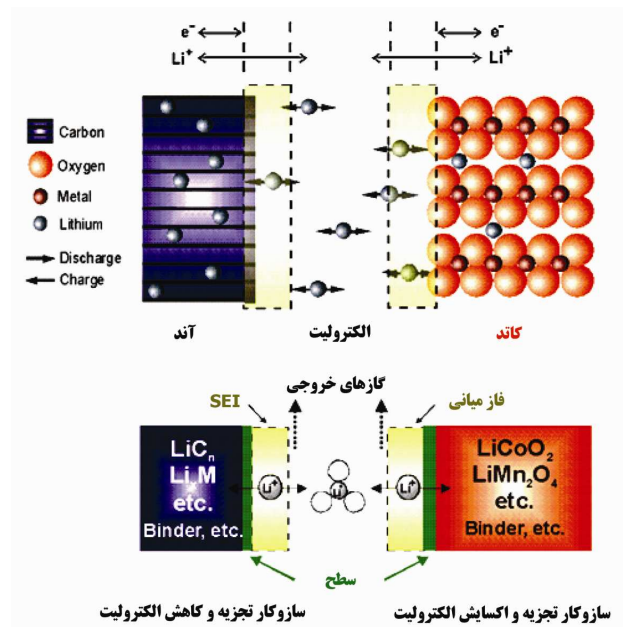 e⁻ e⁻
Li⁺ Li⁺
Carbon
Oxygen
Metal
Lithium
Discharge
Charge
آند الکترولیت کاتد
گازهای خروجی
SEI فاز میانی
LiCₙ
LiₓM
etc.
Binder, etc.
Li⁺ Li⁺ Li⁺
LiCoO₂
LiMn₂O₄
etc.
Binder, etc.
سطح
سازوکار تجزیه و کاهش الکترولیت
سازوکار تجزیه و اکسایش الکترولیت